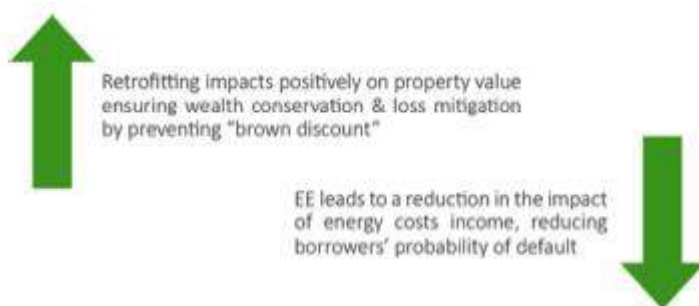 Retrofitting impacts positively on property value
ensuring wealth conservation & loss mitigation
by preventing “brown discount”
EE leads to a reduction in the impact
of energy costs income, reducing
borrowers’ probability of default